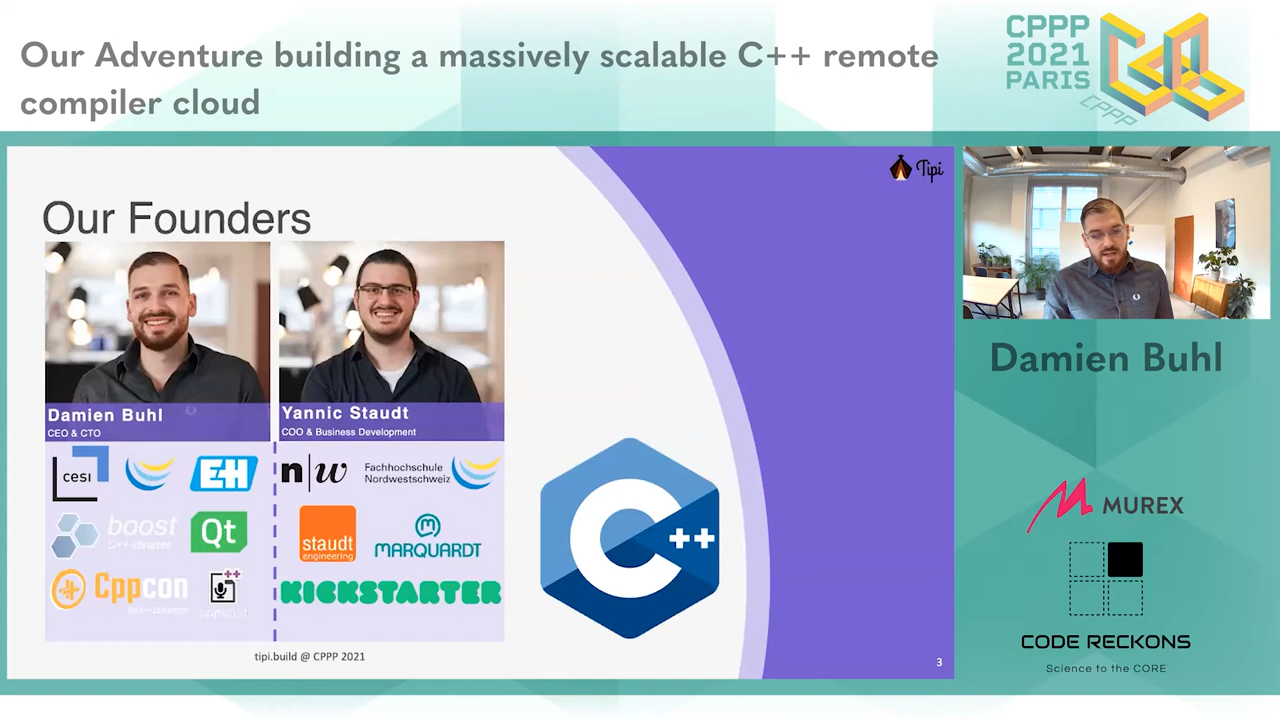 Our Adventure building a massively scalable C++ remote
compiler cloud
CPPP
2021
PARIS
CPPP
Tipi
Our Founders
Damien Buhl
CEO & CTO
Yannic Staudt
COO & Business Development
cesi
EH
n|w Fachhochschule
Nordwestschweiz
boost
C++ libraries
Qt
staudt
engineering
MARQUARDT
Cppcon
KICKSTARTER
C++
tipi.build @ CPPP 2021
3
Damien Buhl
MUREX
CODE RECKONS
Science to the CORE